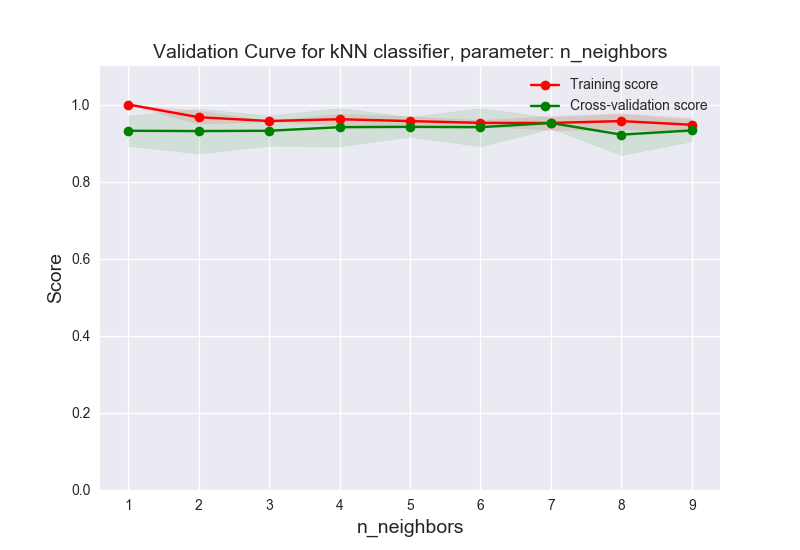 Validation Curve for kNN classifier, parameter: n_neighbors
Training score
Cross-validation score
1.0
0.8
0.6
0.4
0.2
0.0
Score
1 2 3 4 5 6 7 8 9
n_neighbors